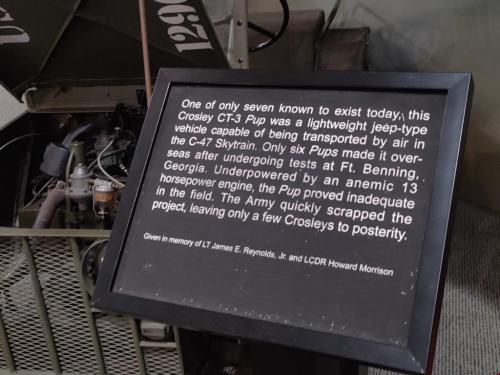 1290
One of only seven known to exist today, this
Crosley CT-3 Pup was a lightweight jeep-type
vehicle capable of being transported by air in
the C-47 Skytrain. Only six Pups made it over-
seas after undergoing tests at Ft. Benning,
Georgia. Underpowered by an anemic 13
horsepower engine, the Pup proved inadequate
in the field. The Army quickly scrapped the
project, leaving only a few Crosleys to posterity.
Given in memory of LT James E. Reynolds, Jr. and LCDR Howard Morrison